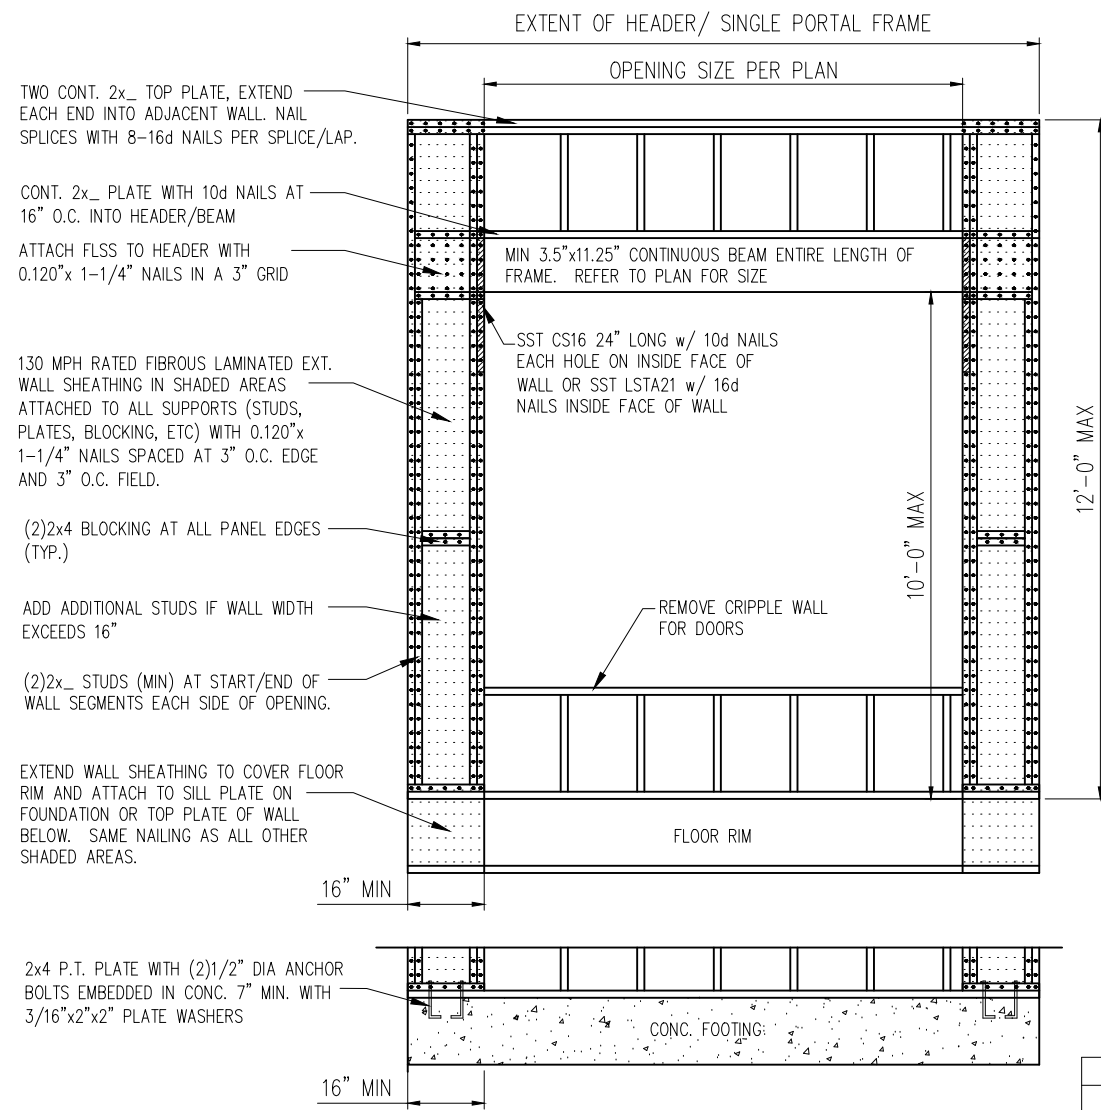 EXTENT OF HEADER/ SINGLE PORTAL FRAME
OPENING SIZE PER PLAN
TWO CONT. 2x_ TOP PLATE, EXTEND
EACH END INTO ADJACENT WALL. NAIL
SPLICES WITH 8-16d NAILS PER SPLICE/LAP.
CONT. 2x_ PLATE WITH 10d NAILS AT
16" O.C. INTO HEADER/BEAM
ATTACH FLSS TO HEADER WITH
0.120"x 1-1/4" NAILS IN A 3" GRID
MIN 3.5"x11.25" CONTINUOUS BEAM ENTIRE LENGTH OF
FRAME. REFER TO PLAN FOR SIZE
SST CS16 24" LONG w/ 10d NAILS
EACH HOLE ON INSIDE FACE OF
WALL OR SST LSTA21 w/ 16d
NAILS INSIDE FACE OF WALL
130 MPH RATED FIBROUS LAMINATED EXT.
WALL SHEATHING IN SHADED AREAS
ATTACHED TO ALL SUPPORTS (STUDS,
PLATES, BLOCKING, ETC) WITH 0.120"x
1-1/4" NAILS SPACED AT 3" O.C. EDGE
AND 3" O.C. FIELD.
12'-0" MAX
10'-0" MAX
(2)2x4 BLOCKING AT ALL PANEL EDGES
(TYP.)
ADD ADDITIONAL STUDS IF WALL WIDTH
EXCEEDS 16"
REMOVE CRIPPLE WALL
FOR DOORS
(2)2x_ STUDS (MIN) AT START/END OF
WALL SEGMENTS EACH SIDE OF OPENING.
EXTEND WALL SHEATHING TO COVER FLOOR
RIM AND ATTACH TO SILL PLATE ON
FOUNDATION OR TOP PLATE OF WALL
BELOW. SAME NAILING AS ALL OTHER
SHADED AREAS.
FLOOR RIM
16" MIN
2x4 P.T. PLATE WITH (2)1/2" DIA ANCHOR
BOLTS EMBEDDED IN CONC. 7" MIN. WITH
3/16"x2"x2" PLATE WASHERS
CONC. FOOTING
16" MIN